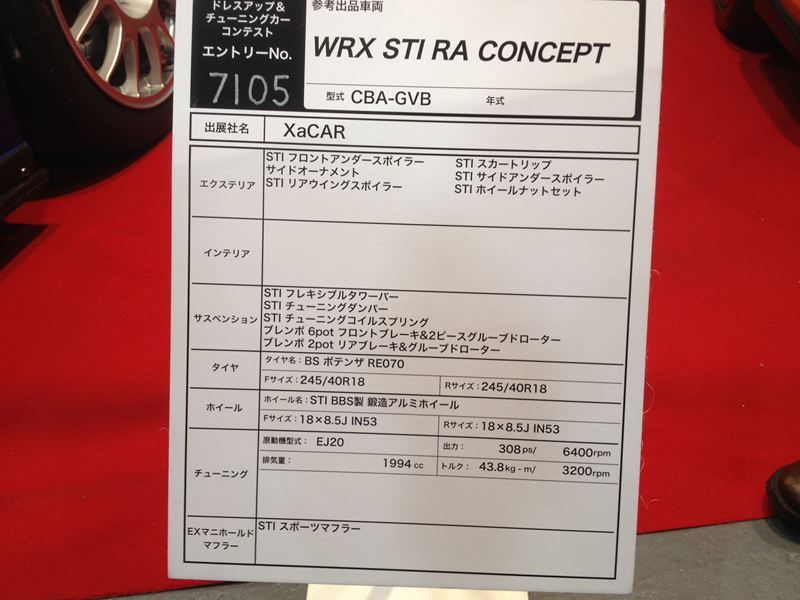 ドレスアップ&
チューニングカー
コンテスト
エントリーNo.
7105
参考出品車両
WRX STI RA CONCEPT
型式 CBA-GVB 年式
出展社名 XaCAR
エクステリア
STI フロントアンダースポイラー STI スカートリップ
サイドオーナメント STI サイドアンダースポイラー
STI リアウイングスポイラー STI ホイールナットセット
インテリア
サスペンション
STI フレキシブルタワーバー
STI チューニングダンパー
STI チューニングコイルスプリング
ブレンボ 6pot フロントブレーキ&2ピースグルーブドローター
ブレンボ 2pot リアブレーキ&グルーブドローター
タイヤ
タイヤ名:BS ポテンザ RE070
Fサイズ:245/40R18 Rサイズ:245/40R18
ホイール
ホイール名:STI BBS製 鍛造アルミホイール
Fサイズ:18×8.5J IN53 Rサイズ:18×8.5J IN53
チューニング
原動機型式: EJ20 出力: 308ps/ 6400rpm
排気量: 1994cc トルク: 43.8kg-m/ 3200rpm
EXマニホールド
マフラー
STI スポーツマフラー